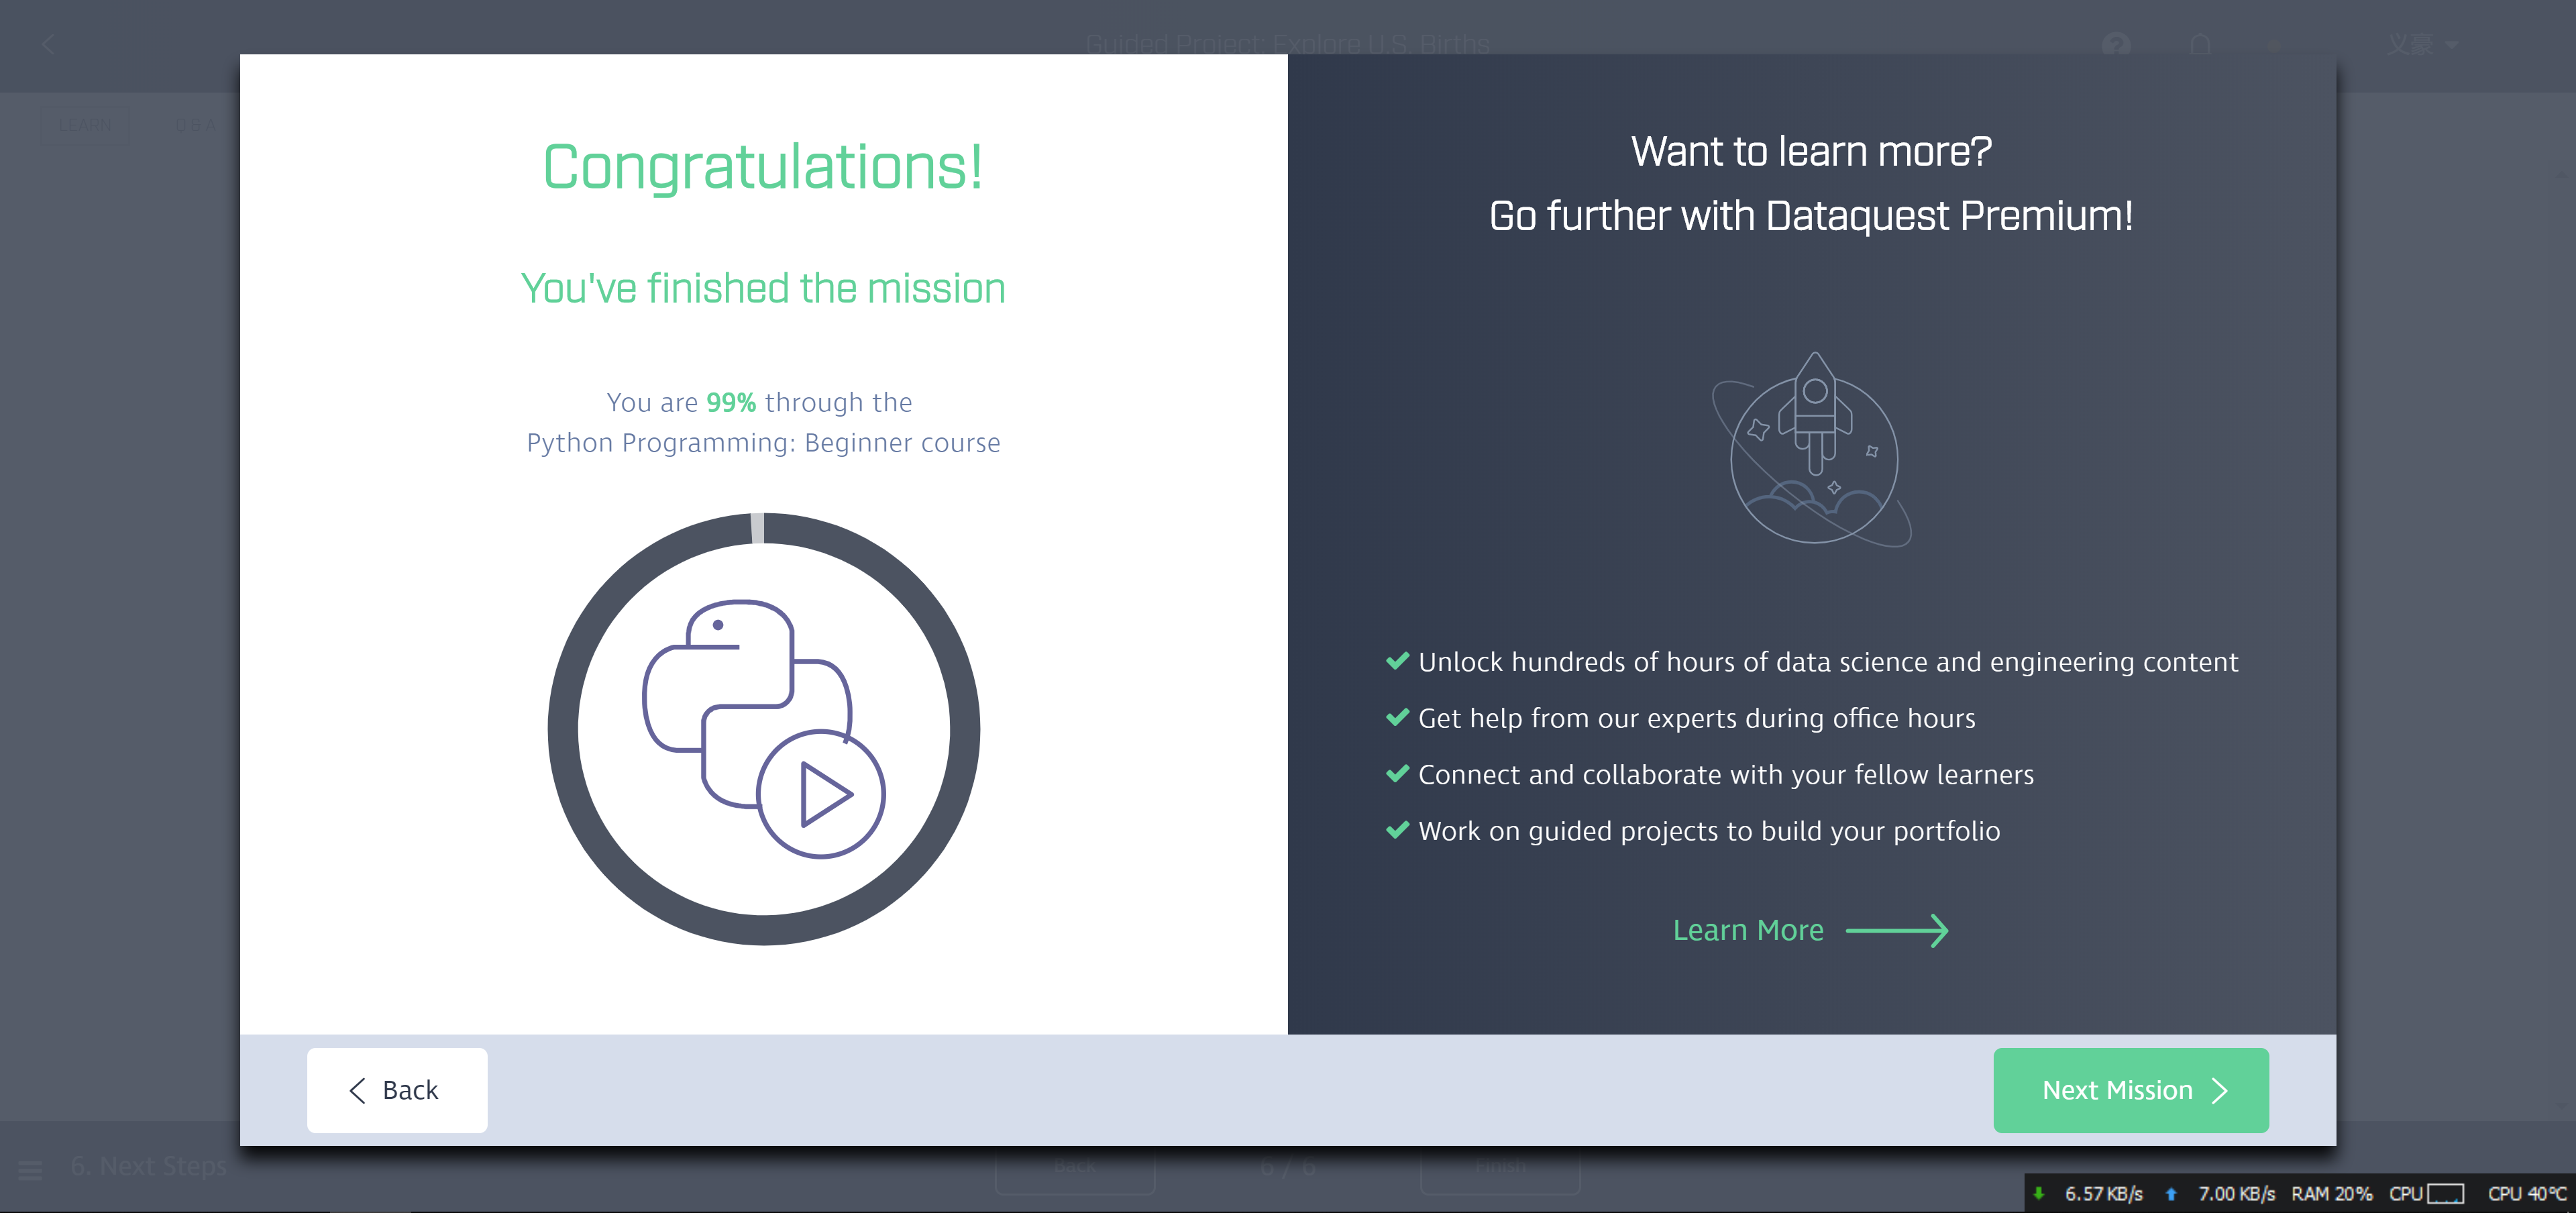 Guided Project: Explore U.S. Births
义豪
LEARN
Q&A
Congratulations!
You've finished the mission
You are 99% through the
Python Programming: Beginner course
Want to learn more?
Go further with Dataquest Premium!
Unlock hundreds of hours of data science and engineering content
Get help from our experts during office hours
Connect and collaborate with your fellow learners
Work on guided projects to build your portfolio
Learn More
Back
Next Mission
6. Next Steps
Back
6 / 6
Finish
6.57 KB/s 7.00 KB/s RAM 20% CPU CPU 40°C